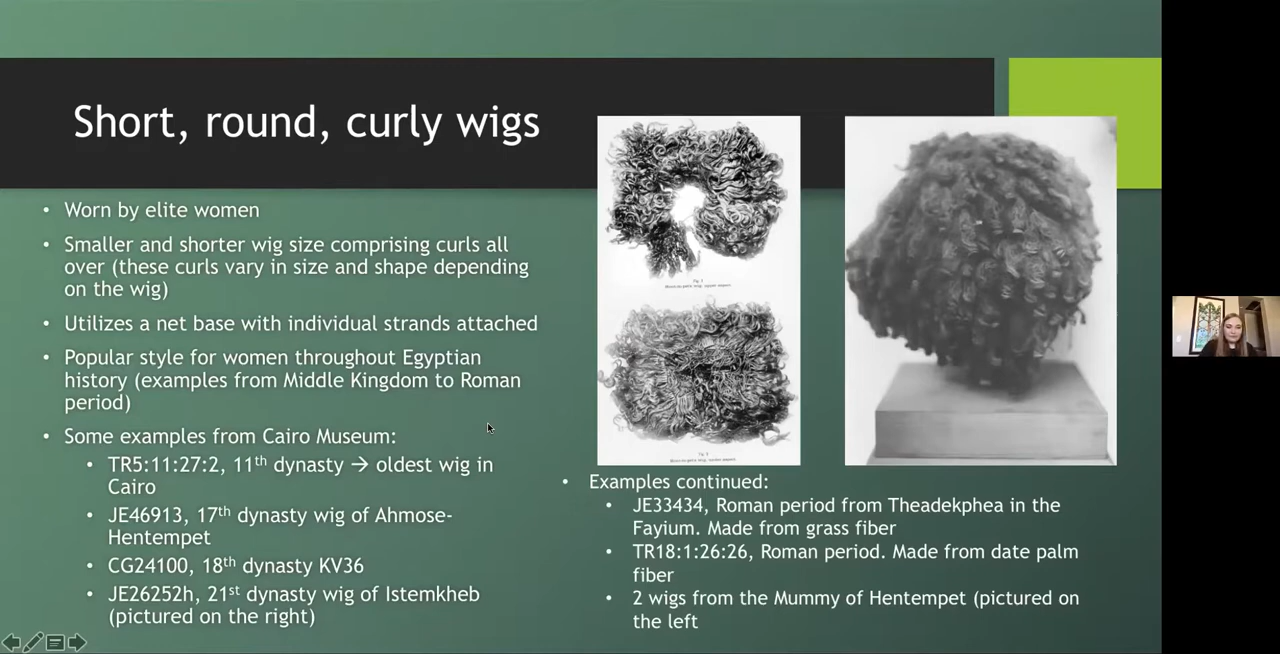 Short, round, curly wigs
• Worn by elite women
• Smaller and shorter wig size comprising curls all
over (these curls vary in size and shape depending
on the wig)
• Utilizes a net base with individual strands attached
• Popular style for women throughout Egyptian
history (examples from Middle Kingdom to Roman
period)
• Some examples from Cairo Museum:
• TR5:11:27:2, 11th dynasty → oldest wig in
Cairo
• JE46913, 17th dynasty wig of Ahmose-
Hentempet
• CG24100, 18th dynasty KV36
• JE26252h, 21st dynasty wig of Istemkheb
(pictured on the right)
• Examples continued:
• JE33434, Roman period from Theadekphea in the
Fayium. Made from grass fiber
• TR18:1:26:26, Roman period. Made from date palm
fiber
• 2 wigs from the Mummy of Hentempet (pictured on
the left